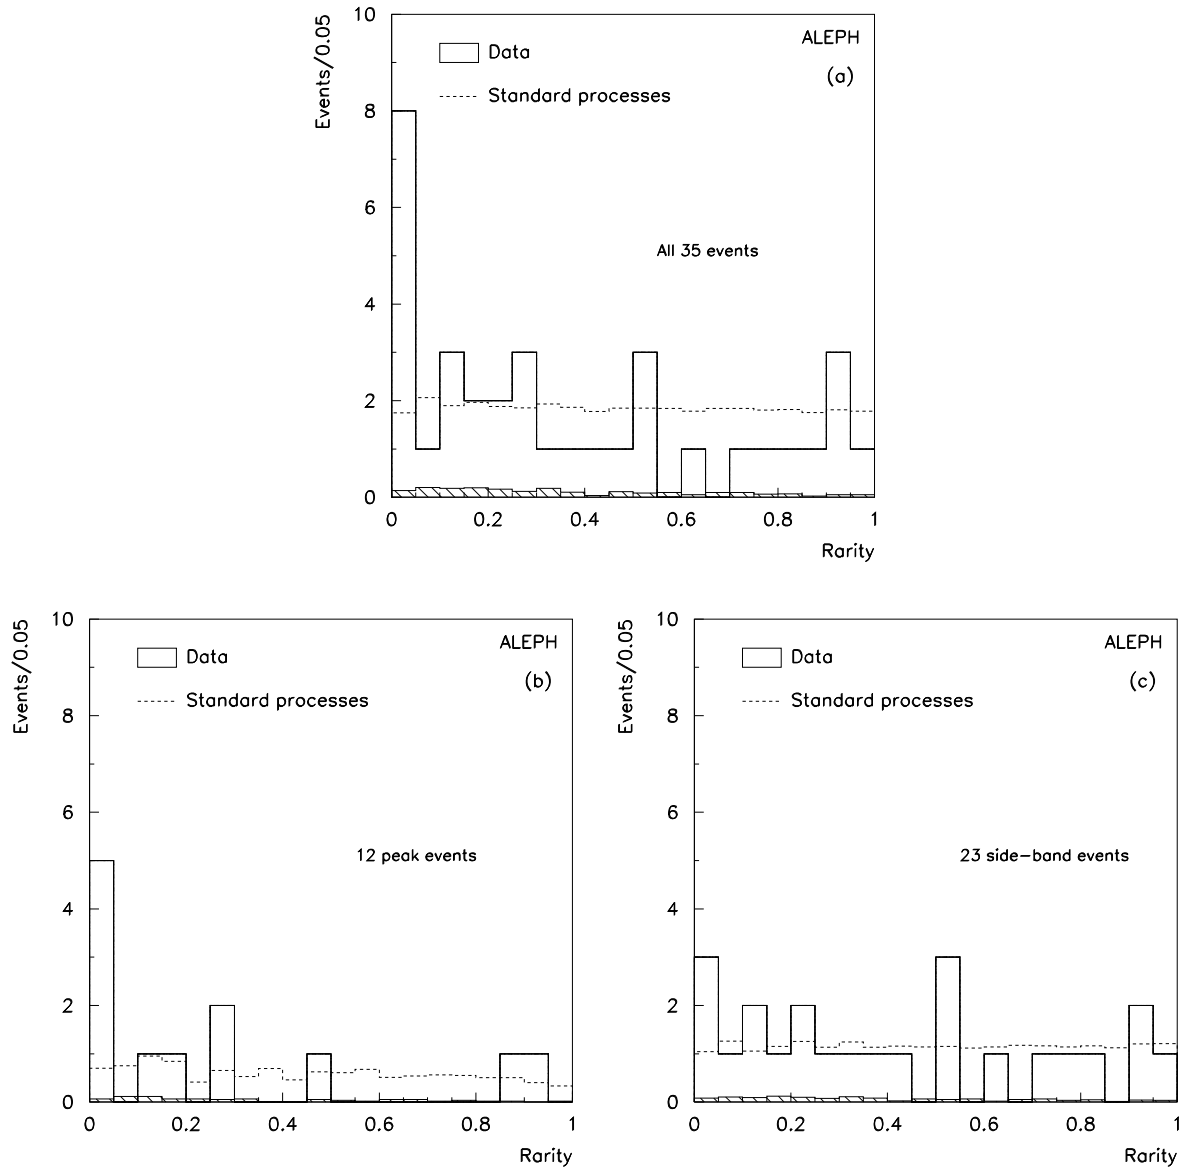 Events/0.05
10
8
6
4
2
0
ALEPH
(a)
Data
Standard processes
All 35 events
0 0.2 0.4 0.6 0.8 1
Rarity
Events/0.05
10
8
6
4
2
0
ALEPH
(b)
Data
Standard processes
12 peak events
0 0.2 0.4 0.6 0.8 1
Rarity
Events/0.05
10
8
6
4
2
0
ALEPH
(c)
Data
Standard processes
23 side-band events
0 0.2 0.4 0.6 0.8 1
Rarity